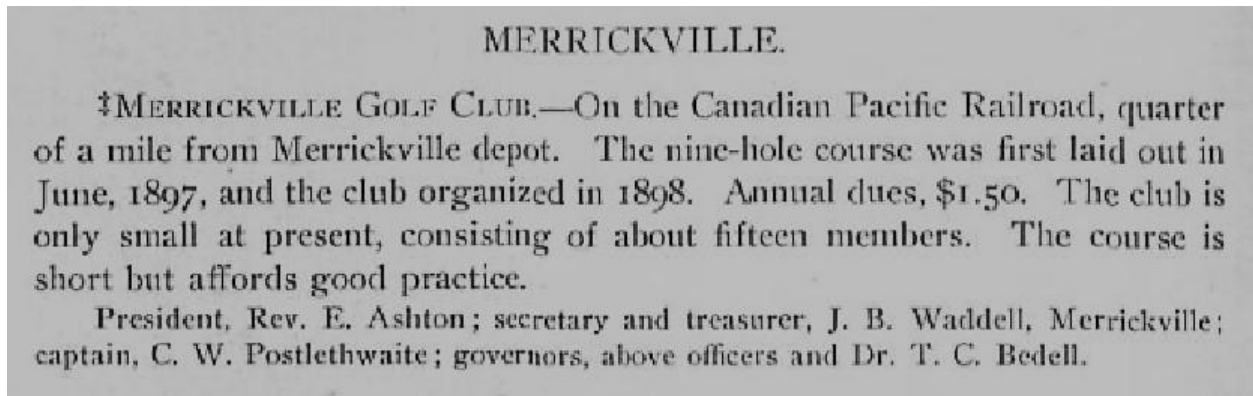 MERRICKVILLE.
‡MERRICKVILLE GOLF CLUB.—On the Canadian Pacific Railroad, quarter
of a mile from Merrickville depot. The nine-hole course was first laid out in
June, 1897, and the club organized in 1898. Annual dues, $1.50. The club is
only small at present, consisting of about fifteen members. The course is
short but affords good practice.
President, Rev. E. Ashton; secretary and treasurer, J. B. Waddell, Merrickville;
captain, C. W. Postlethwaite; governors, above officers and Dr. T. C. Bedell.